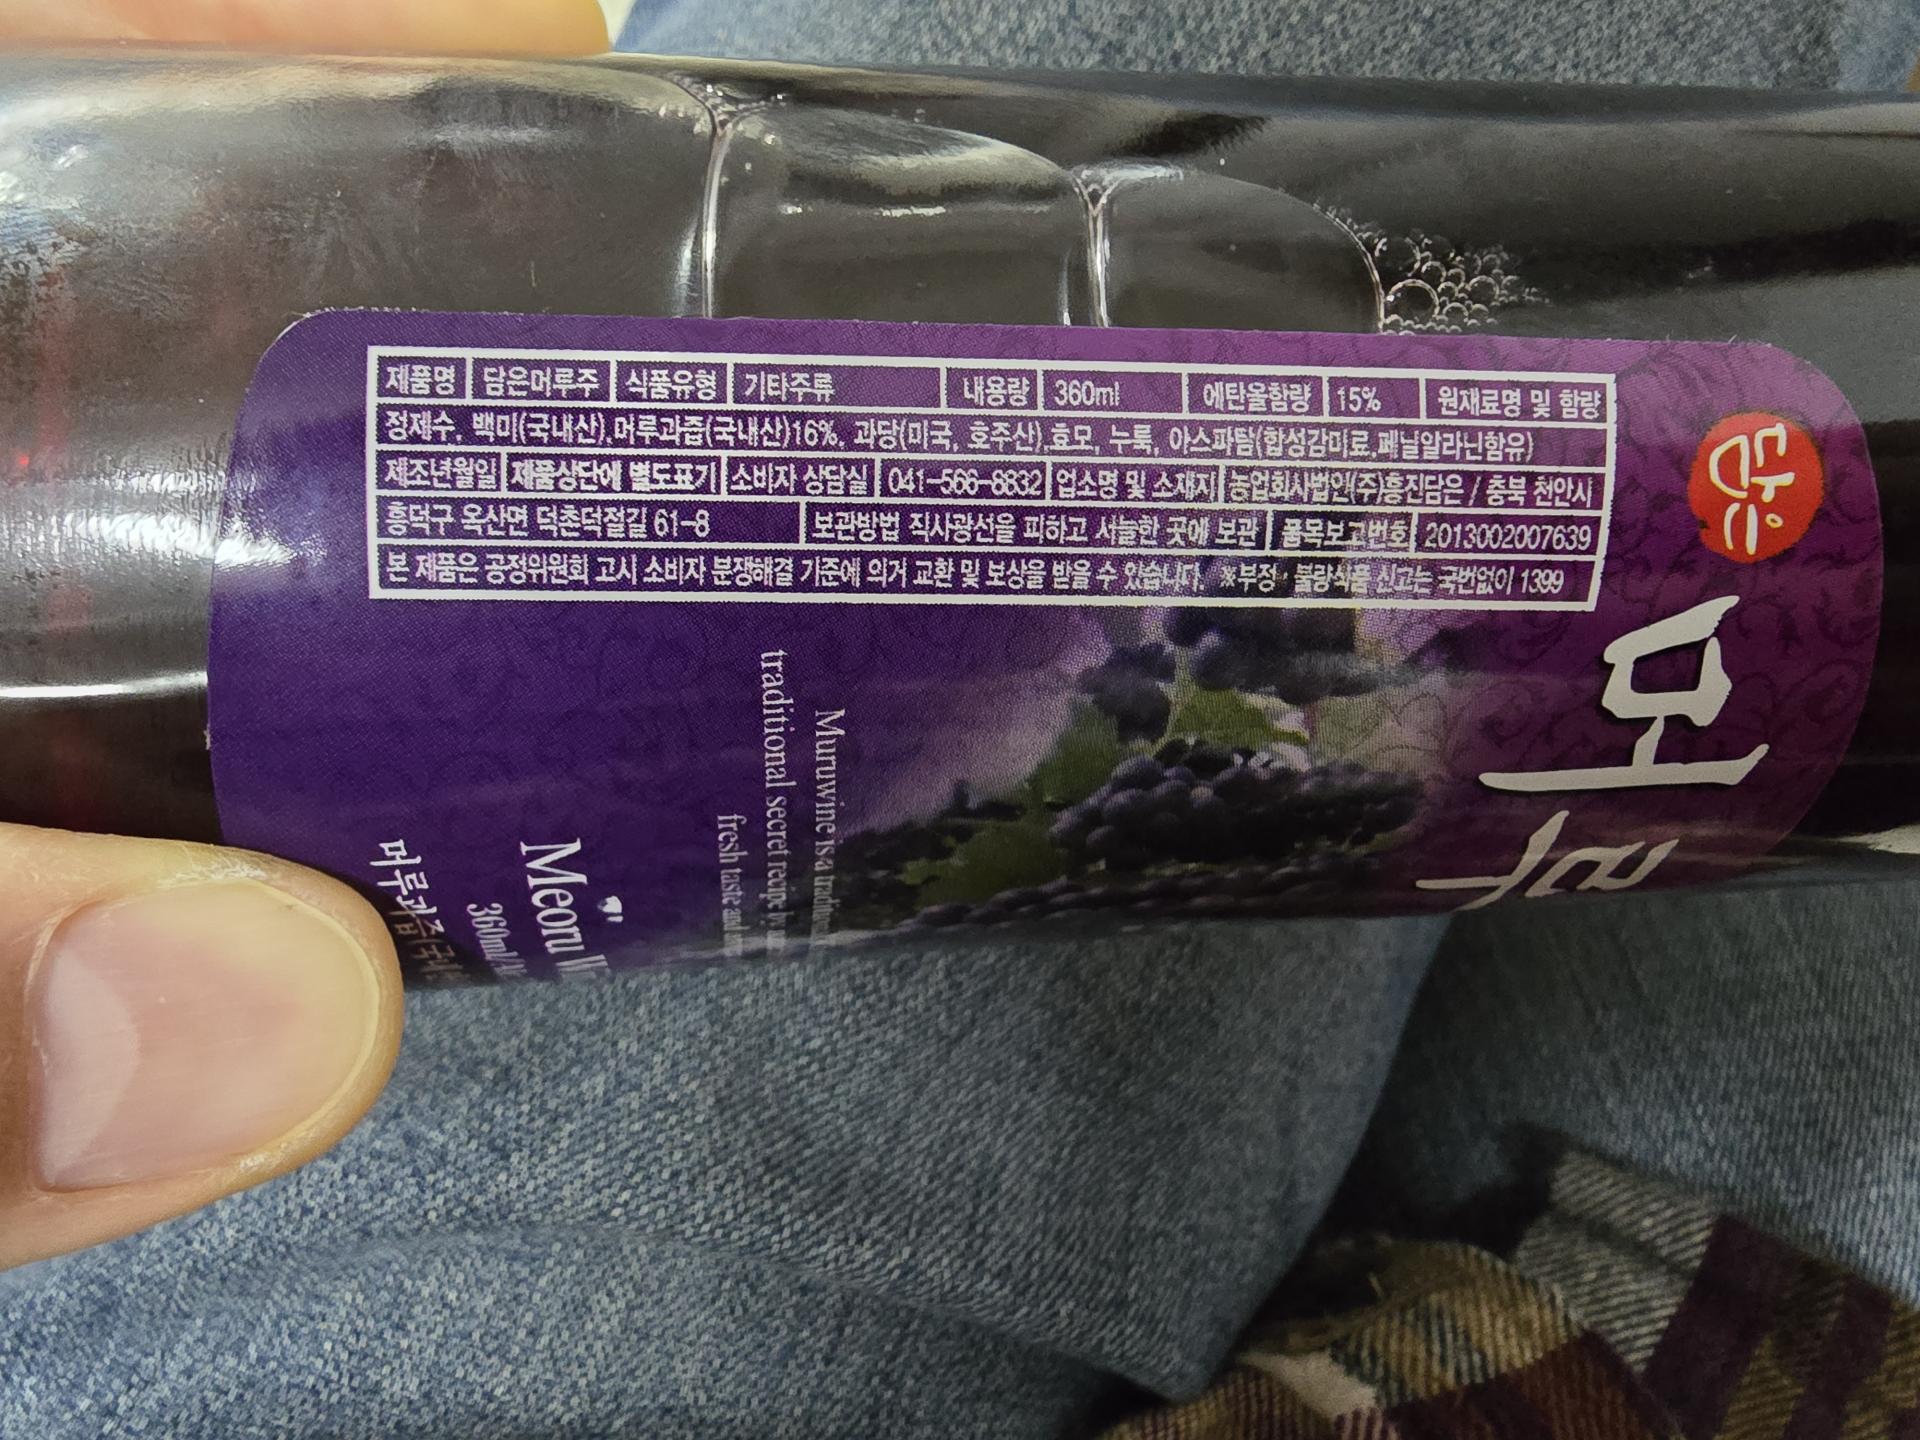 제품명 담은머루주 식품유형 기타주류 내용량 360ml 에탄올함량 15% 원재료명 및 함량
정제수, 백미(국내산),머루과즙(국내산)16%, 과당(미국, 호주산),효모, 누룩, 아스파탐(합성감미료,페닐알라닌함유)
제조년월일 제품상단에 별도표기 소비자 상담실 041-566-8832 업소명 및 소재지 농업회사법인(주)흥진담은 / 충북 천안시
흥덕구 옥산면 덕촌덕절길 61-8 보관방법 직사광선을 피하고 서늘한 곳에 보관 품목보고번호 2013002007639
본 제품은 공정위원회 고시 소비자 분쟁해결 기준에 의거 교환 및 보상을 받을 수 있습니다. ※부정·불량식품 신고는 국번없이 1399
담은
머루
Muruwine is a
traditional secret recipe
fresh taste and
Meoru
360ml
머루과즙